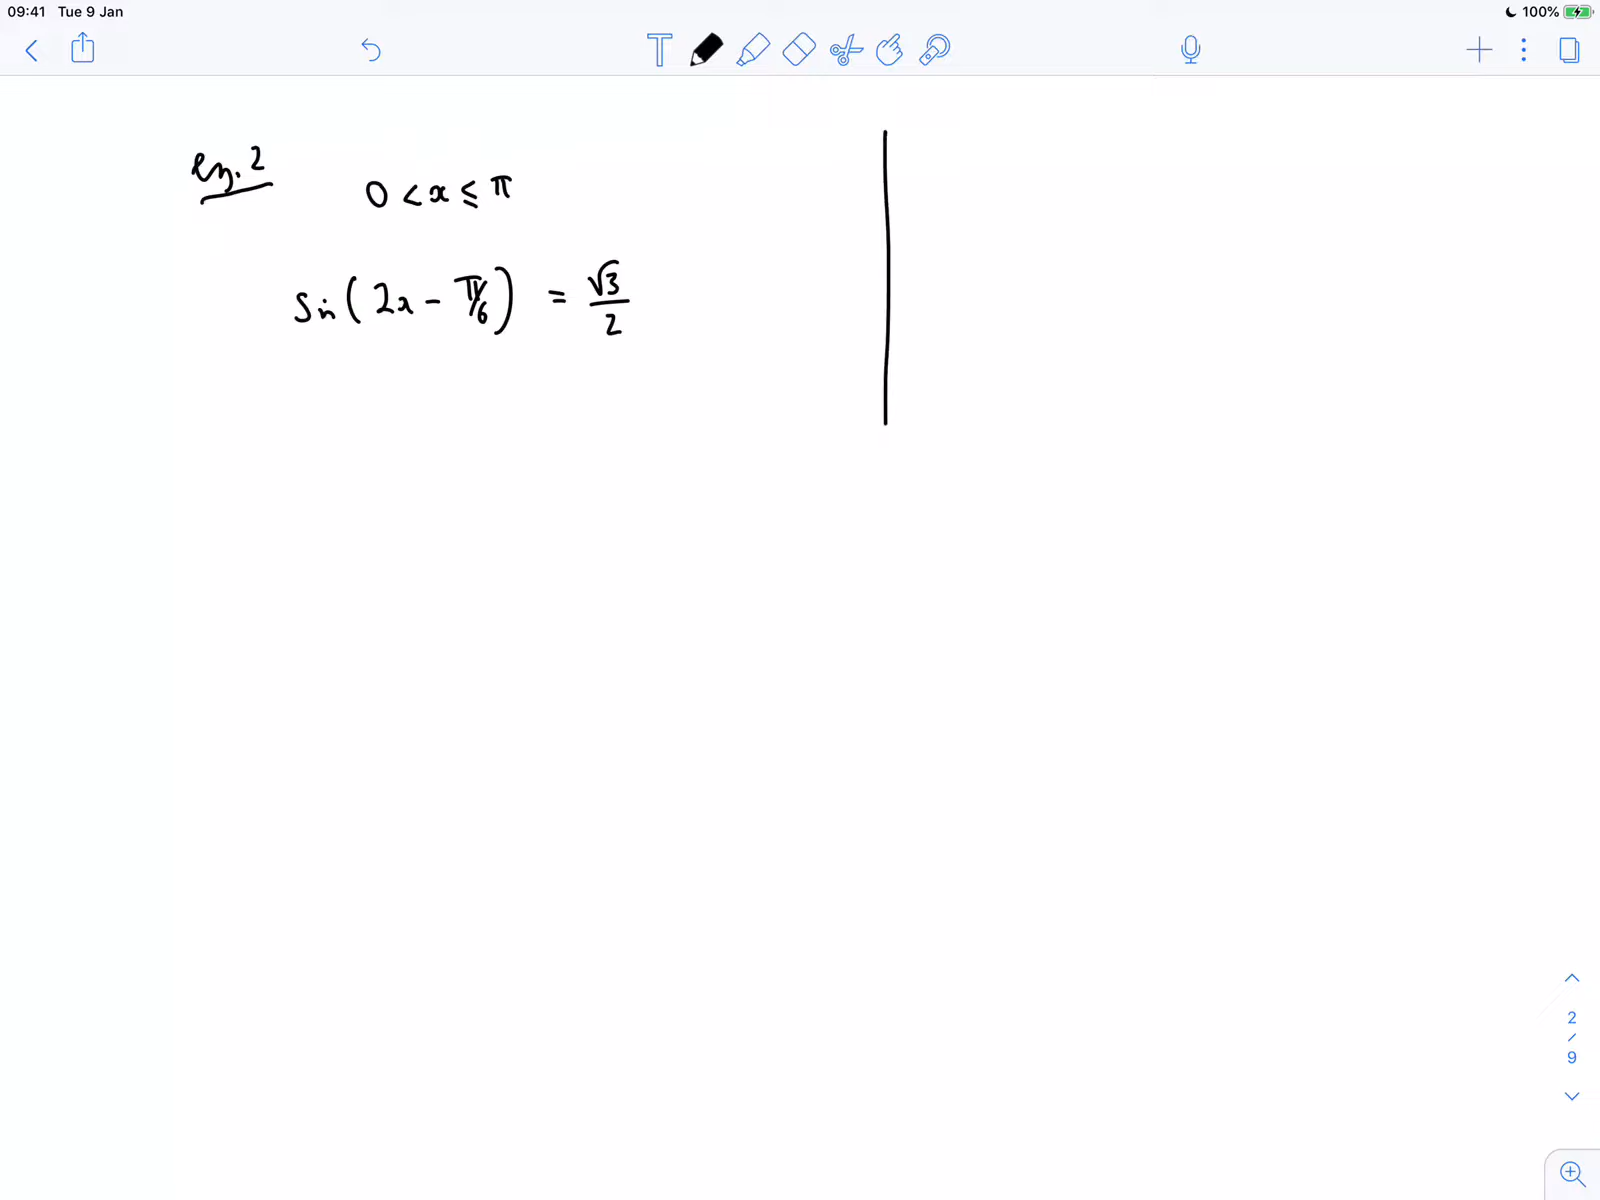 09:41 Tue 9 Jan
100%
T
eg. 2
0 < x ≤ π
sin(2x - π/6) = √3/2
2
/
9